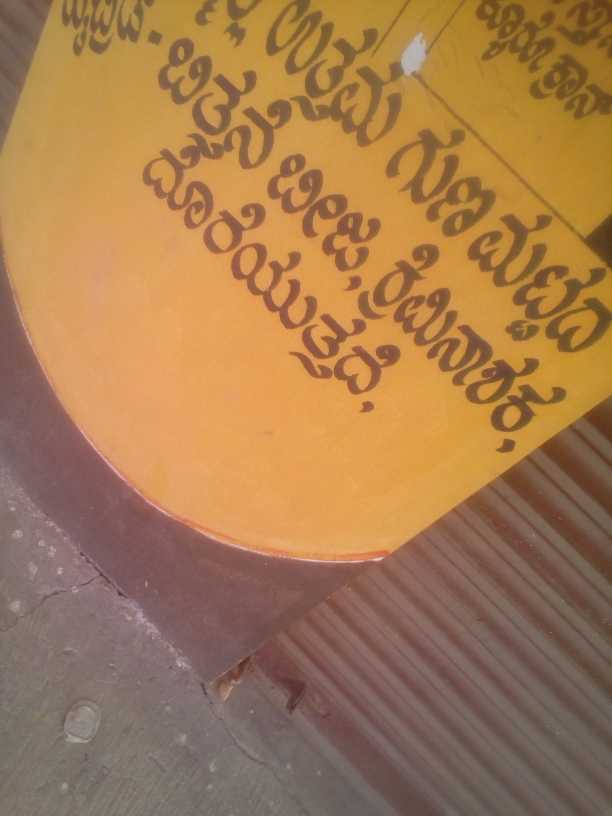 ಉತ್ತಮ ಗುಣ ಮಟ್ಟದ
ಬಿತ್ತನೆ ಬೀಜ, ಕ್ರಿಮಿನಾಶಕ,
ದೂರೆಯುತ್ತದೆ,